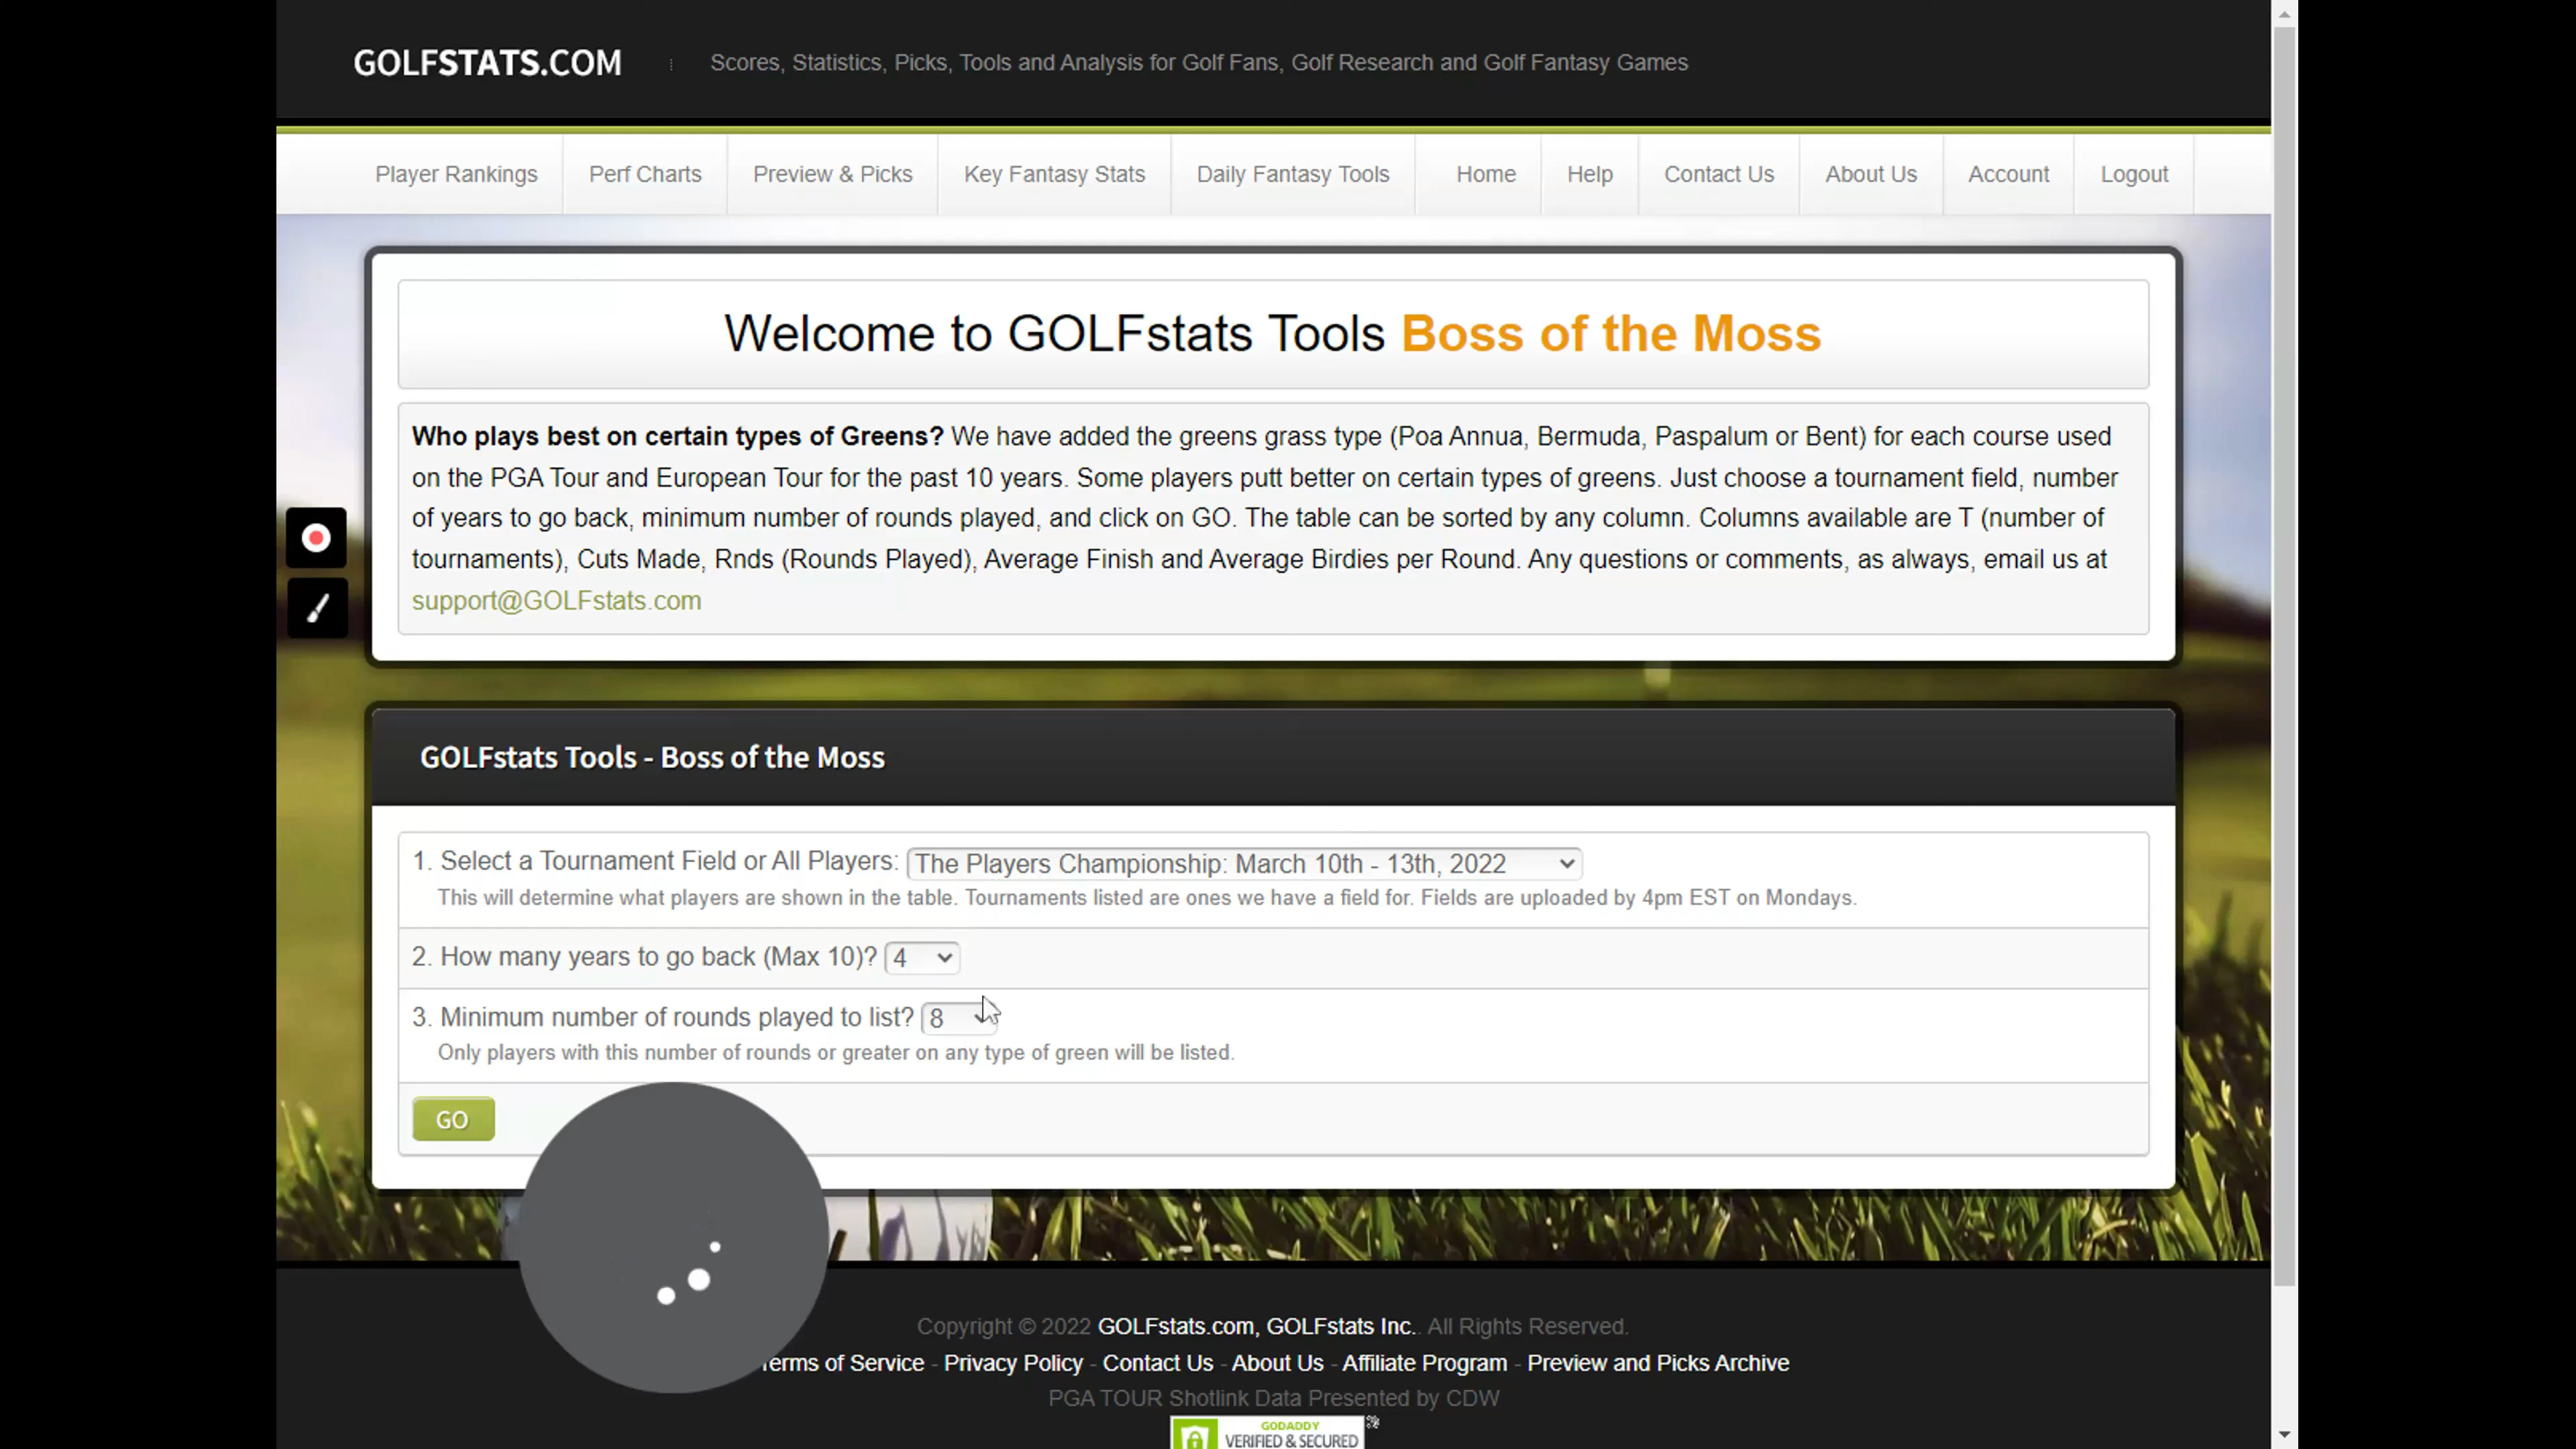 GOLFSTATS.COM
Scores, Statistics, Picks, Tools and Analysis for Golf Fans, Golf Research and Golf Fantasy Games
Player Rankings
Perf Charts
Preview & Picks
Key Fantasy Stats
Daily Fantasy Tools
Home
Help
Contact Us
About Us
Account
Logout
Welcome to GOLFstats Tools Boss of the Moss
Who plays best on certain types of Greens? We have added the greens grass type (Poa Annua, Bermuda, Paspalum or Bent) for each course used
on the PGA Tour and European Tour for the past 10 years. Some players putt better on certain types of greens. Just choose a tournament field, number
of years to go back, minimum number of rounds played, and click on GO. The table can be sorted by any column. Columns available are T (number of
tournaments), Cuts Made, Rnds (Rounds Played), Average Finish and Average Birdies per Round. Any questions or comments, as always, email us at
support@GOLFstats.com
GOLFstats Tools - Boss of the Moss
1. Select a Tournament Field or All Players: The Players Championship: March 10th - 13th, 2022
This will determine what players are shown in the table. Tournaments listed are ones we have a field for. Fields are uploaded by 4pm EST on Mondays.
2. How many years to go back (Max 10)? 4
3. Minimum number of rounds played to list? 8
Only players with this number of rounds or greater on any type of green will be listed.
GO
Copyright © 2022 GOLFstats.com, GOLFstats Inc.. All Rights Reserved.
Terms of Service - Privacy Policy - Contact Us - About Us - Affiliate Program - Preview and Picks Archive
PGA TOUR Shotlink Data Presented by CDW
GODADDY
VERIFIED & SECURED